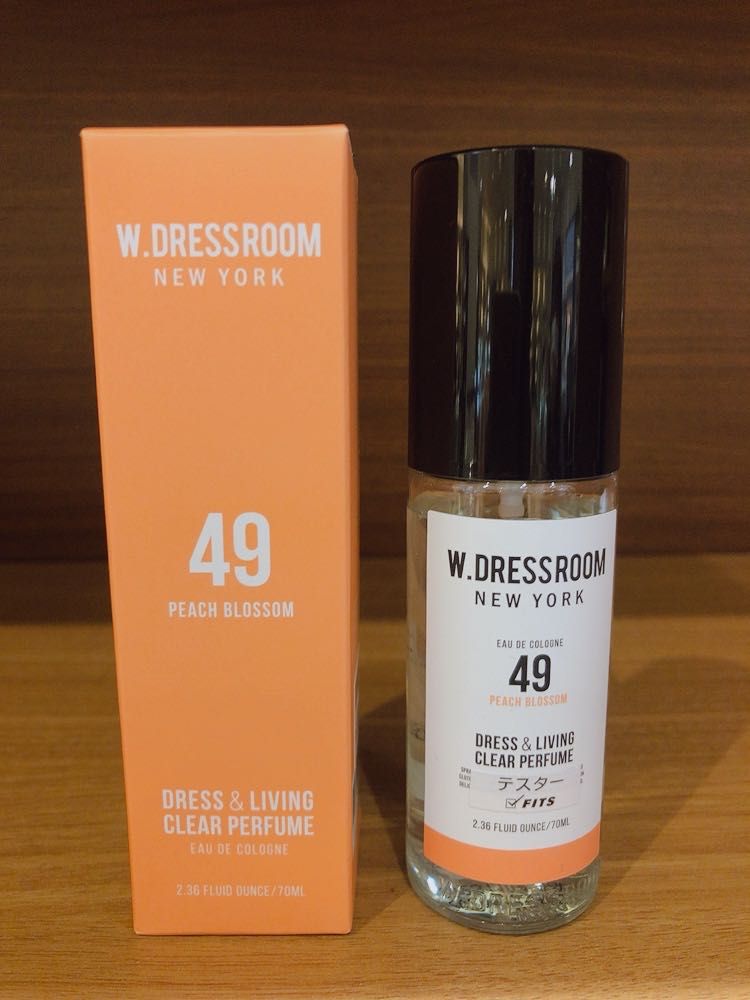 W.DRESSROOM
NEW YORK
49
PEACH BLOSSOM
DRESS & LIVING
CLEAR PERFUME
EAU DE COLOGNE
2.36 FLUID OUNCE/70ML
W.DRESSROOM
NEW YORK
EAU DE COLOGNE
49
PEACH BLOSSOM
DRESS & LIVING
CLEAR PERFUME
テスター
FITS
2.36 FLUID OUNCE/70ML